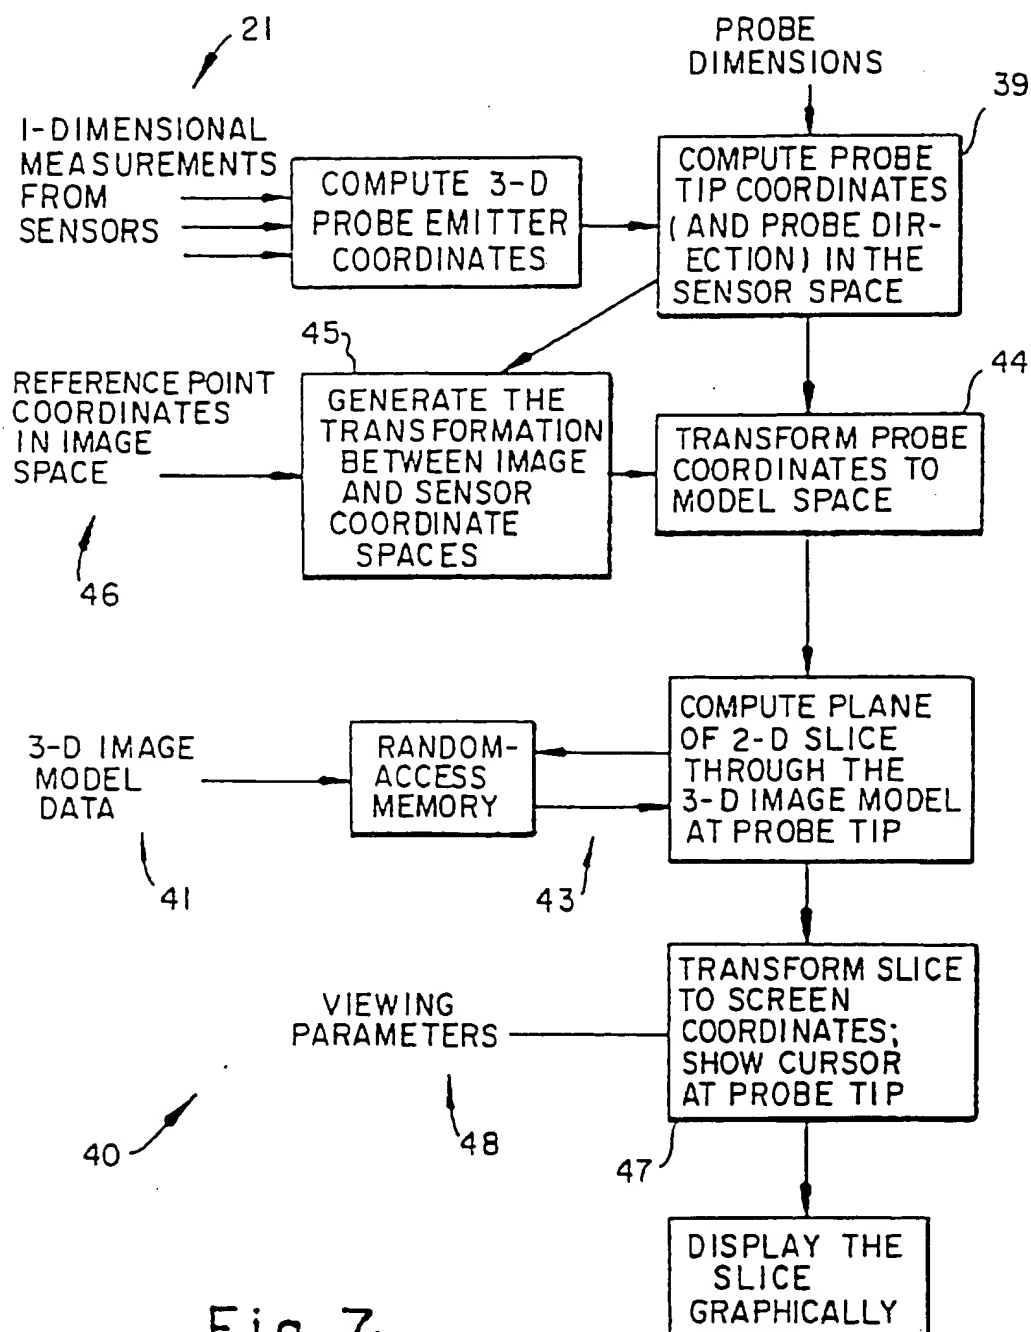 21
PROBE
DIMENSIONS
39
1-DIMENSIONAL
MEASUREMENTS
FROM
SENSORS
COMPUTE 3-D
PROBE EMITTER
COORDINATES
COMPUTE PROBE
TIP COORDINATES
(AND PROBE DIR-
ECTION) IN THE
SENSOR SPACE
45
44
REFERENCE POINT
COORDINATES
IN IMAGE
SPACE
46
GENERATE THE
TRANSFORMATION
BETWEEN IMAGE
AND SENSOR
COORDINATE
SPACES
TRANSFORM PROBE
COORDINATES TO
MODEL SPACE
3-D IMAGE
MODEL
DATA
41
RANDOM-
ACCESS
MEMORY
43
COMPUTE PLANE
OF 2-D SLICE
THROUGH THE
3-D IMAGE MODEL
AT PROBE TIP
VIEWING
PARAMETERS
48
40
TRANSFORM SLICE
TO SCREEN
COORDINATES;
SHOW CURSOR
AT PROBE TIP
47
DISPLAY THE
SLICE
GRAPHICALLY
Fig. 7